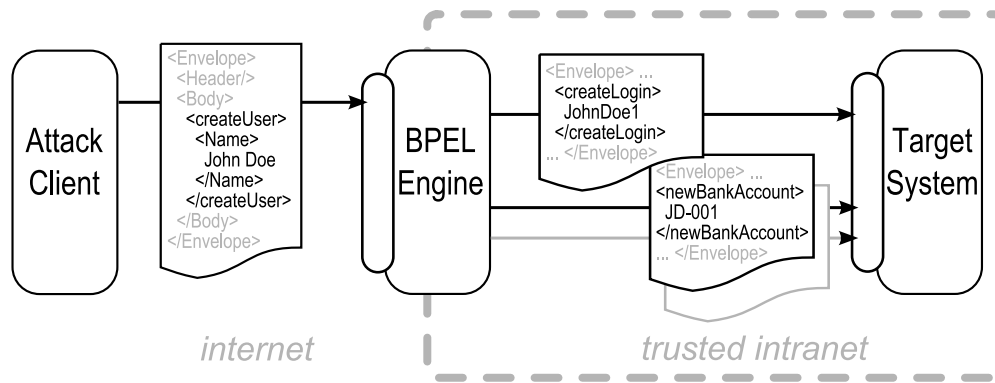 Attack
Client
<Envelope>
<Header/>
<Body>
<createUser>
<Name>
John Doe
</Name>
</createUser>
</Body>
</Envelope>
BPEL
Engine
<Envelope> ...
<createLogin>
JohnDoe1
</createLogin>
... </Envelope>
<Envelope> ...
<newBankAccount>
JD-001
</newBankAccount>
... </Envelope>
Target
System
internet
trusted intranet